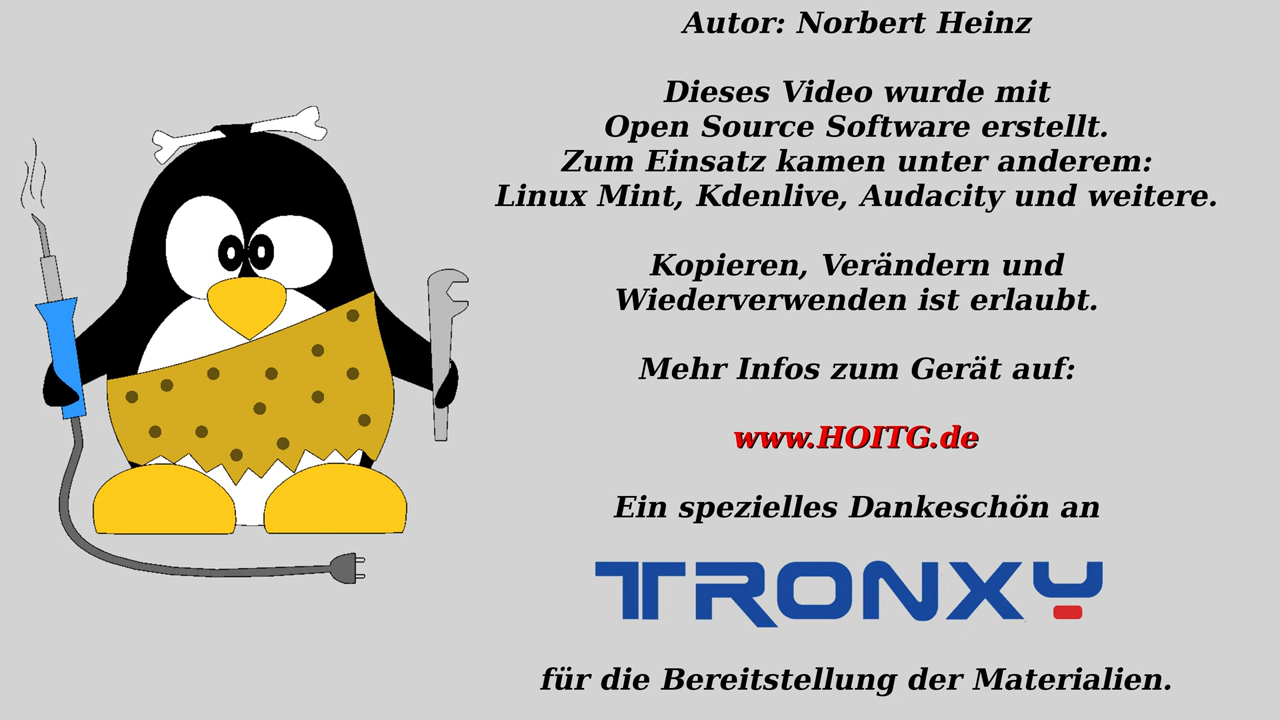 Autor: Norbert Heinz
Dieses Video wurde mit
Open Source Software erstellt.
Zum Einsatz kamen unter anderem:
Linux Mint, Kdenlive, Audacity und weitere.
Kopieren, Verändern und
Wiederverwenden ist erlaubt.
Mehr Infos zum Gerät auf:
www.HOITG.de
Ein spezielles Dankeschön an
TRONXY
für die Bereitstellung der Materialien.